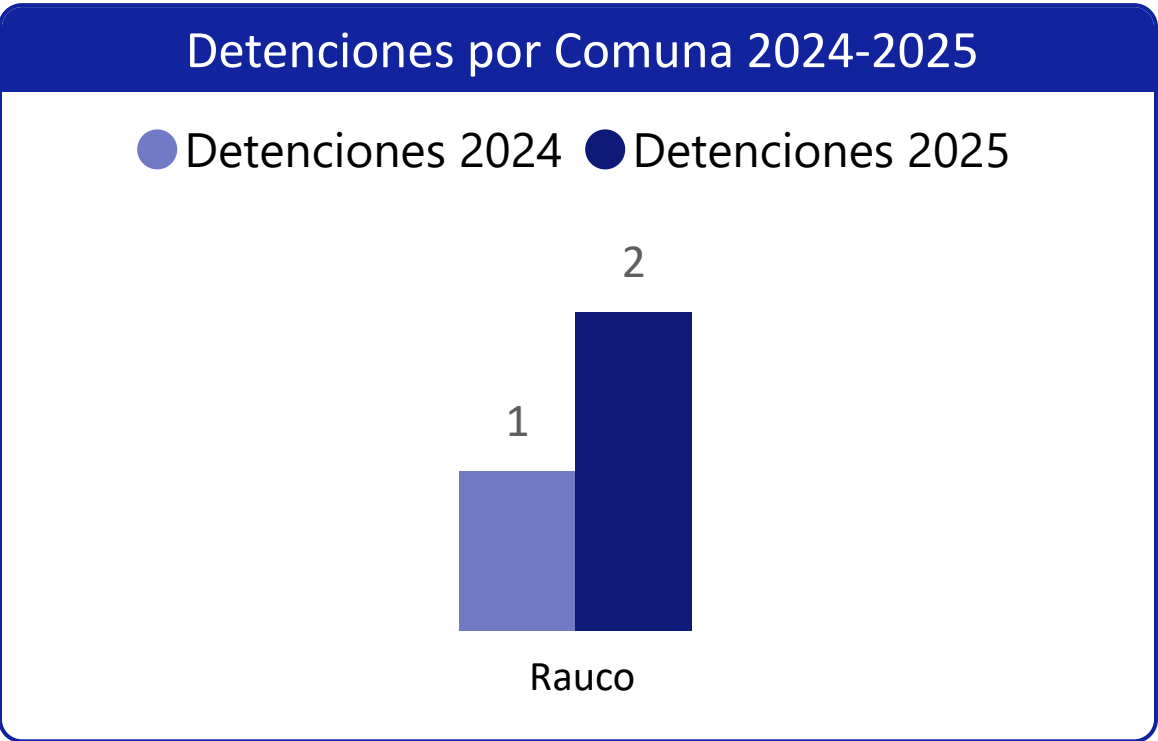 Detenciones por Comuna 2024-2025
Detenciones 2024 Detenciones 2025
2
1
Rauco